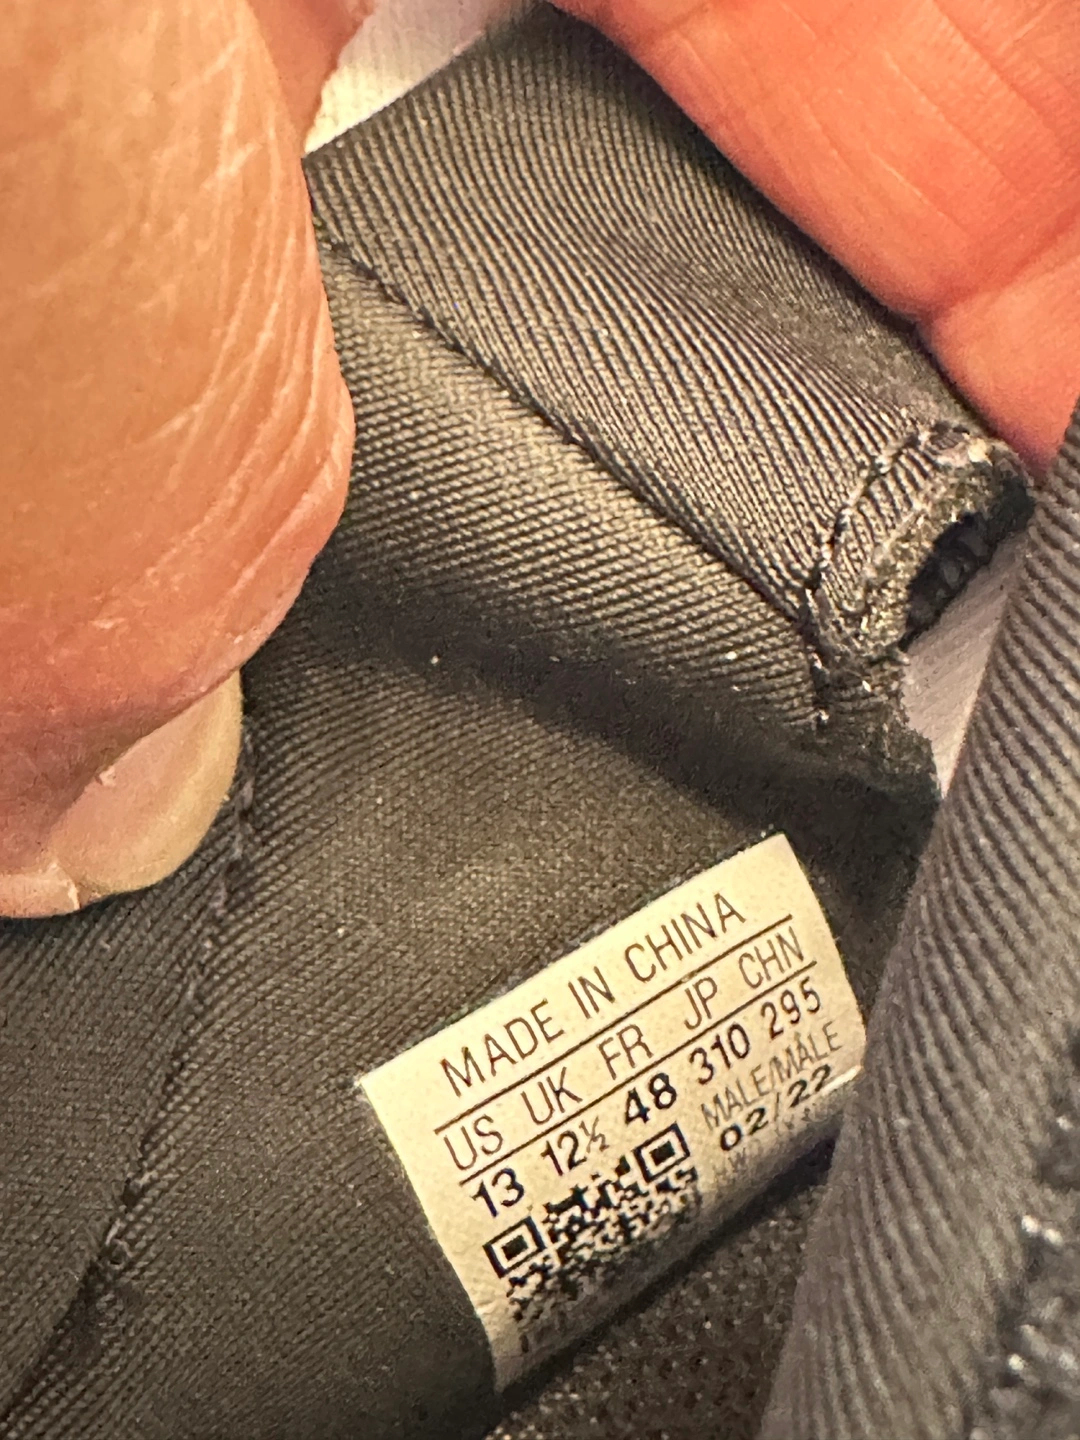 MADE IN CHINA
US UK FR JP CHN
13 12½ 48 310 295
MALE/MÂLE
02/22